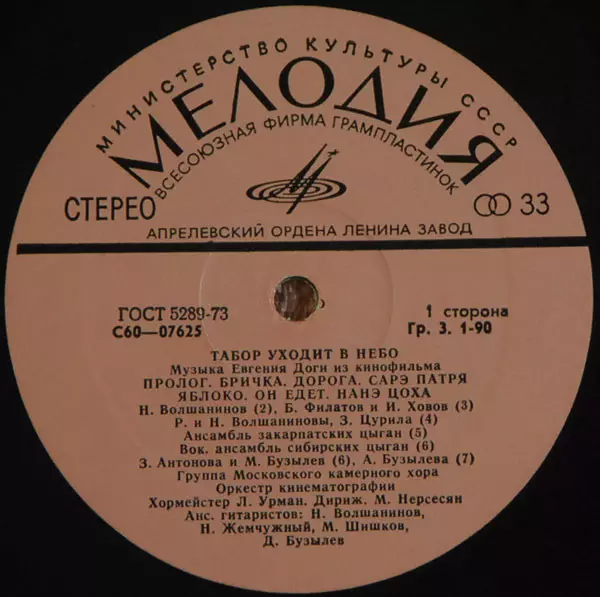 МИНИСТЕРСТВО КУЛЬТУРЫ СССР
МЕЛОДИЯ
ВСЕСОЮЗНАЯ ФИРМА ГРАМПЛАСТИНОК
СТЕРЕО 33
АПРЕЛЕВСКИЙ ОРДЕНА ЛЕНИНА ЗАВОД
ГОСТ 5289-73 1 сторона
С60—07625 Гр. 3. 1-90
ТАБОР УХОДИТ В НЕБО
Музыка Евгения Доги из кинофильма
ПРОЛОГ. БРИЧКА. ДОРОГА. САРЭ ПАТРЯ
ЯБЛОКО. ОН ЕДЕТ. НАНЭ ЦОХА
Н. Волшанинов (2), Б. Филатов и И. Ховов (3)
Р. и Н. Волшаниновы, З. Цурила (4)
Ансамбль закарпатских цыган (5)
Вок. ансамбль сибирских цыган (6)
З. Антонова и М. Бузылев (6), А. Бузылева (7)
Группа Московского камерного хора
Оркестр кинематографии
Хормейстер Л. Урман. Дириж. М. Нерсесян
Анс. гитаристов: Н. Волшанинов,
Н. Жемчужный, М. Шишков,
Д. Бузылев